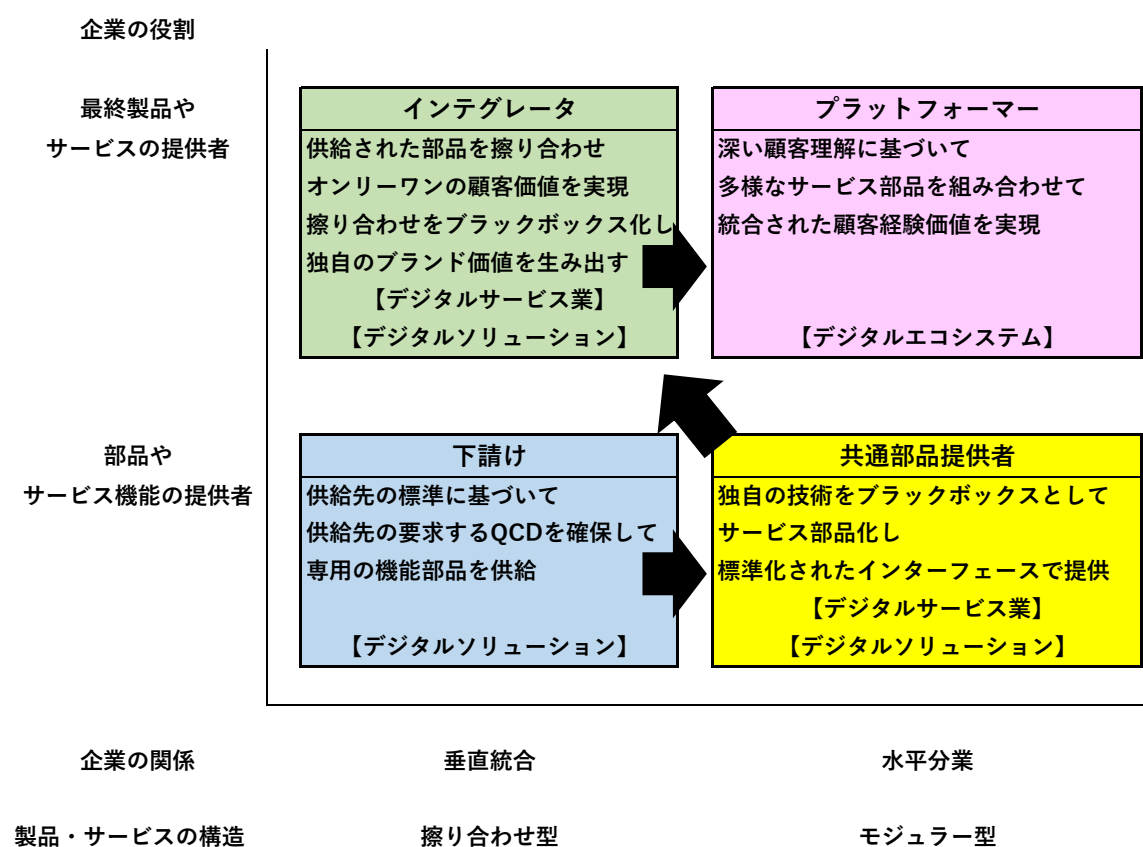 企業の役割
最終製品や
サービスの提供者
インテグレータ
供給された部品を擦り合わせ
オンリーワンの顧客価値を実現
擦り合わせをブラックボックス化し
独自のブランド価値を生み出す
【デジタルサービス業】
【デジタルソリューション】
プラットフォーマー
深い顧客理解に基づいて
多様なサービス部品を組み合わせて
統合された顧客経験価値を実現
【デジタルエコシステム】
部品や
サービス機能の提供者
下請け
供給先の標準に基づいて
供給先の要求するQCDを確保して
専用の機能部品を供給
【デジタルソリューション】
共通部品提供者
独自の技術をブラックボックスとして
サービス部品化し
標準化されたインターフェースで提供
【デジタルサービス業】
【デジタルソリューション】
企業の関係
垂直統合
水平分業
製品・サービスの構造
擦り合わせ型
モジュラー型